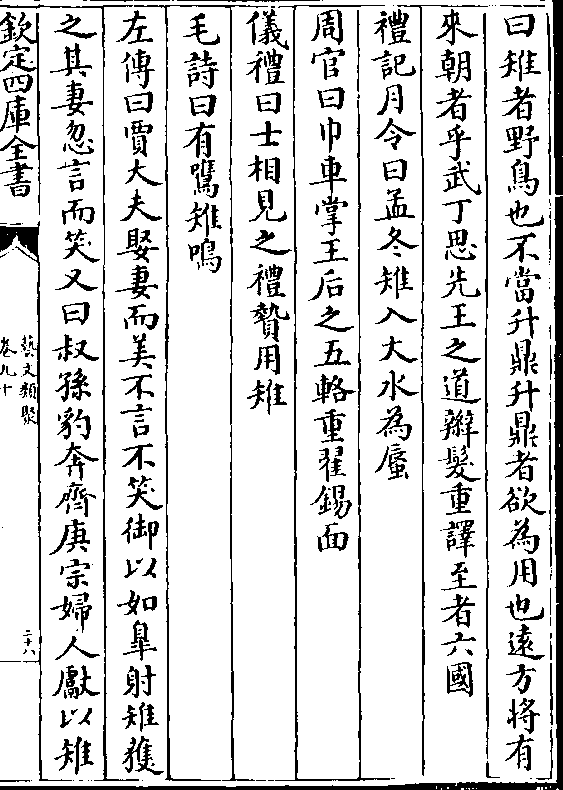 曰雉者野鳥也不當升鼎升鼎者欲為用也遠方將有
來朝者乎武丁思先王之道辮髮重譯至者六國
禮記月令曰孟冬雉入大水為蜃
周官曰巾車掌王后之五輅重翟錫面
儀禮曰士相見之禮贄用雉
毛詩曰有鷕雉鳴
左傳曰賈大夫娶妻而美不言不笑御以如臯射雉獲
之其妻忽言而笑又曰叔孫豹奔齊庚宗婦人獻以雉
欽定四庫全書
藝文類聚
卷九十
二十八